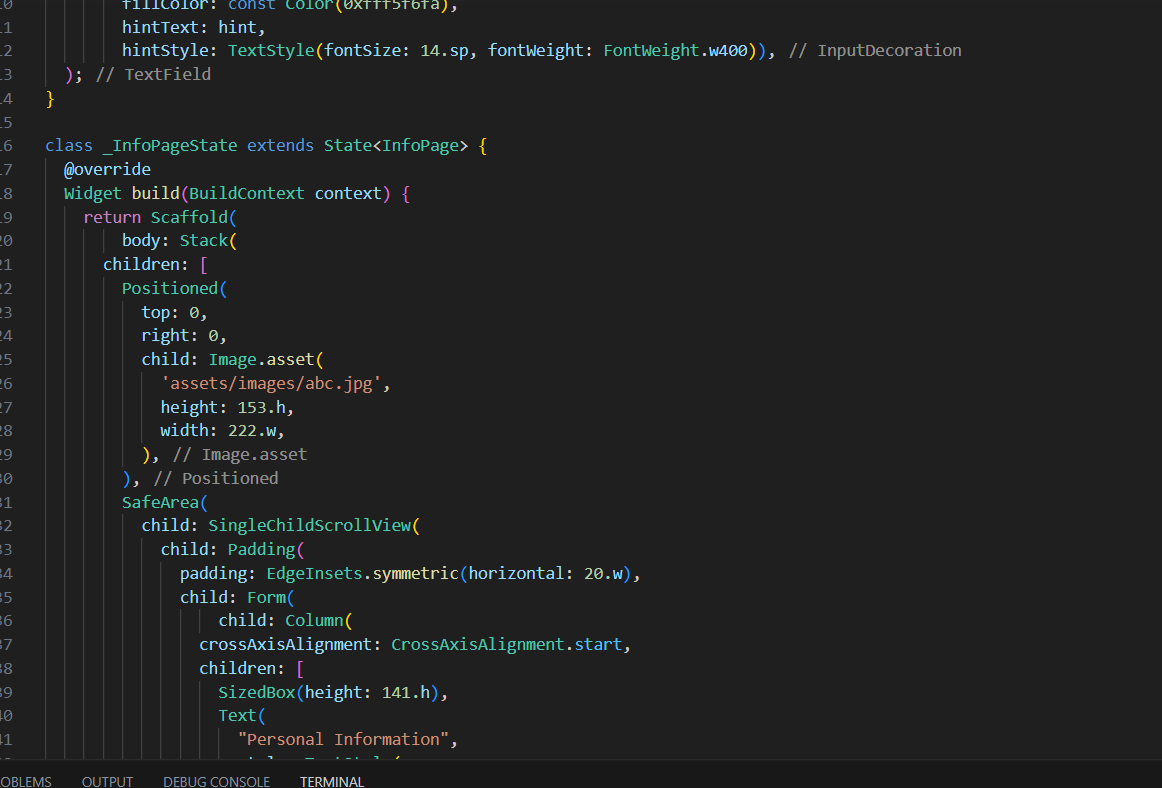 fillColor: const Color(0xfff5f6fa),
11 hintText: hint,
12 hintStyle: TextStyle(fontSize: 14.sp, fontWeight: FontWeight.w400)), // InputDecoration
13 ); // TextField
14 }
15
16 class _InfoPageState extends State<InfoPage> {
17 @override
18 Widget build(BuildContext context) {
19 return Scaffold(
20 body: Stack(
21 children: [
22 Positioned(
23 top: 0,
24 right: 0,
25 child: Image.asset(
26 'assets/images/abc.jpg',
27 height: 153.h,
28 width: 222.w,
29 ), // Image.asset
30 ), // Positioned
31 SafeArea(
32 child: SingleChildScrollView(
33 child: Padding(
34 padding: EdgeInsets.symmetric(horizontal: 20.w),
35 child: Form(
36 child: Column(
37 crossAxisAlignment: CrossAxisAlignment.start,
38 children: [
39 SizedBox(height: 141.h),
40 Text(
41 "Personal Information",
OBLEMS OUTPUT DEBUG CONSOLE TERMINAL